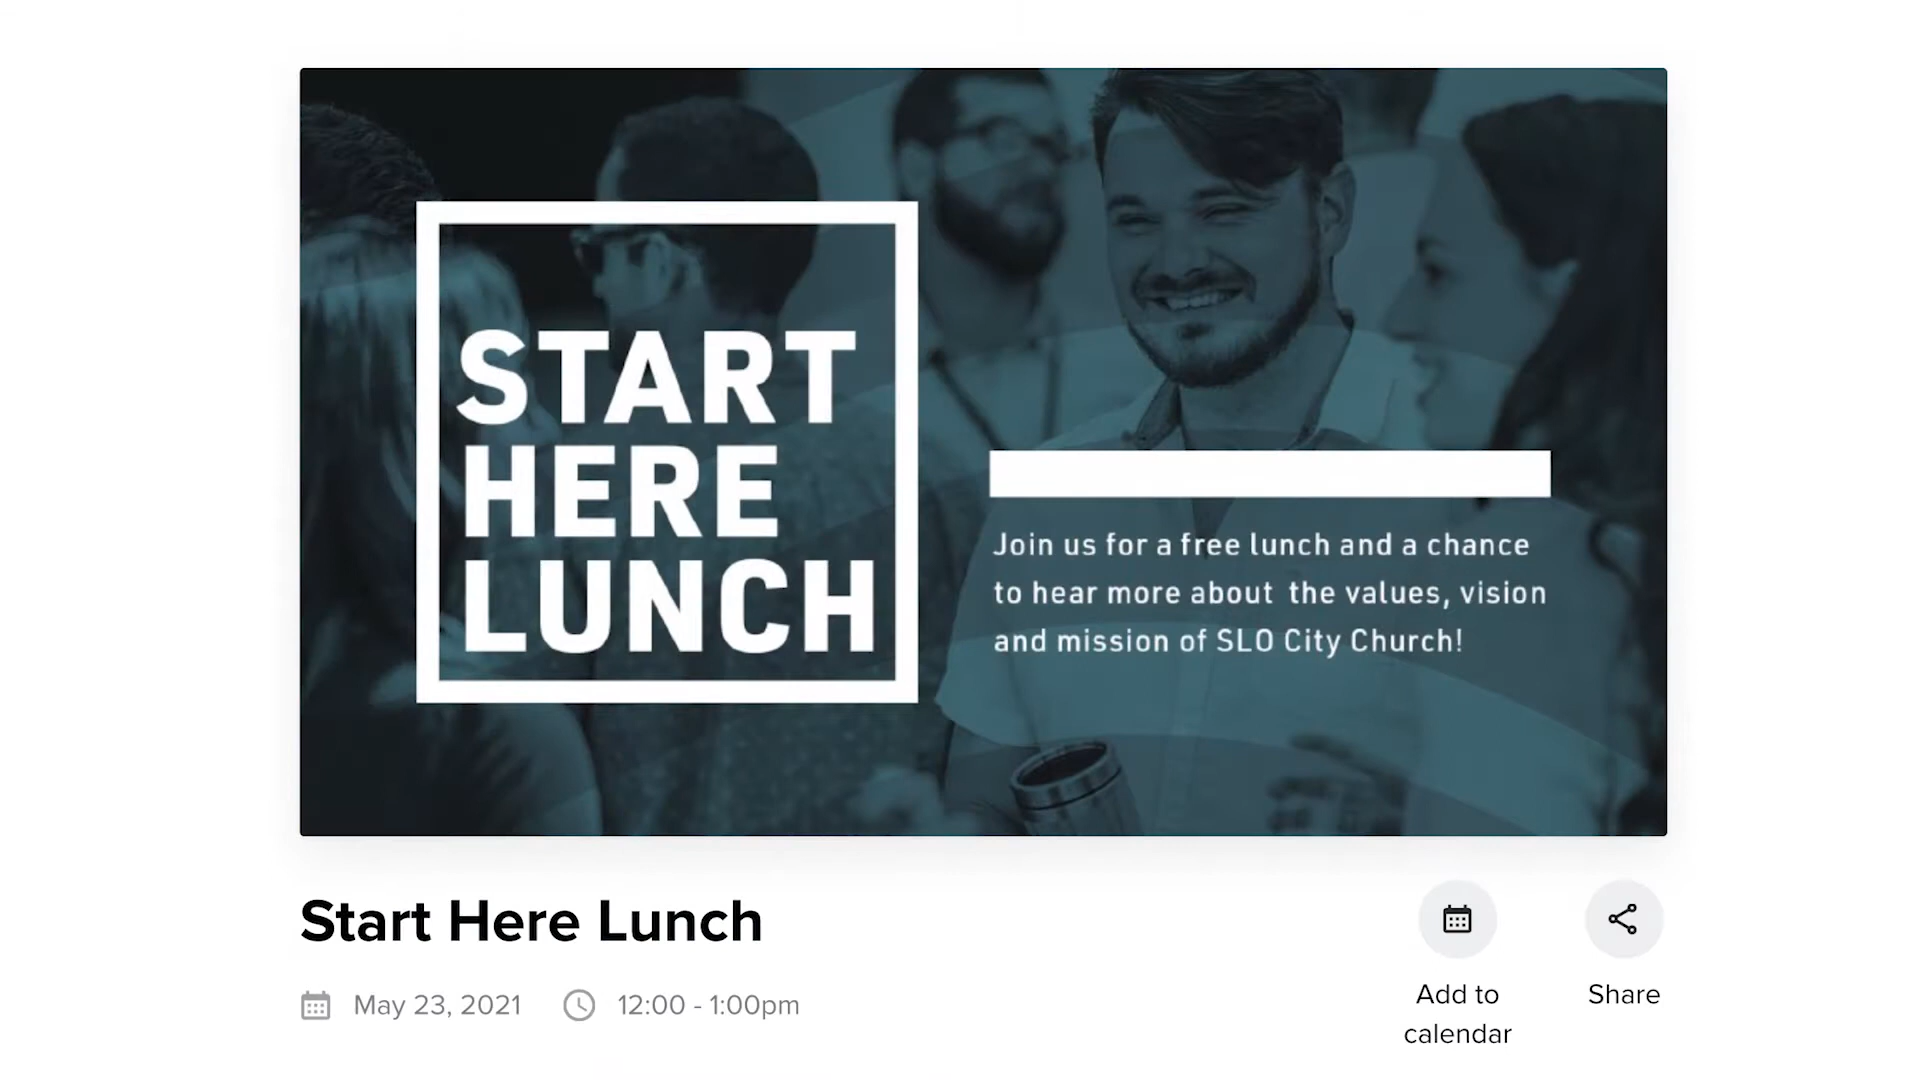 START
HERE
LUNCH
Join us for a free lunch and a chance
to hear more about the values, vision
and mission of SLO City Church!
Start Here Lunch
May 23, 2021
12:00 - 1:00pm
Add to
calendar
Share